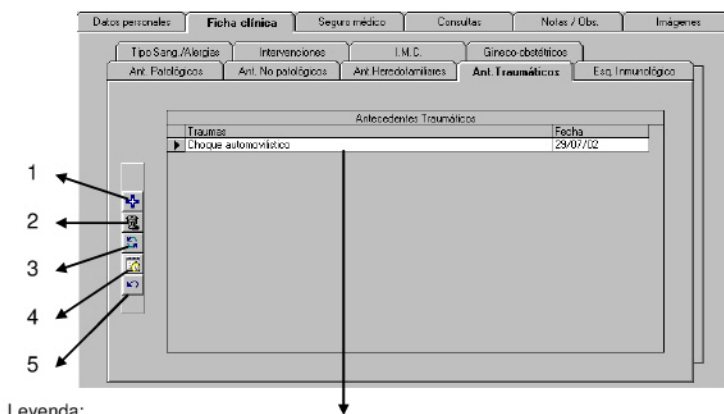 Datos personales Ficha clínica Seguro médico Consultas Notas / Obs. Imágenes
Tipo Sang./Alergias Intervenciones I.M.C. Gineco-obstétricos
Ant. Patológicos Ant. No patológicos Ant.Heredofamiliares Ant.Traumáticos Esq. Inmunológico
Antecedentes Traumáticos
Traumas Fecha
Choque automovilístico 29/07/02
1
2
3
4
5
Leyenda: